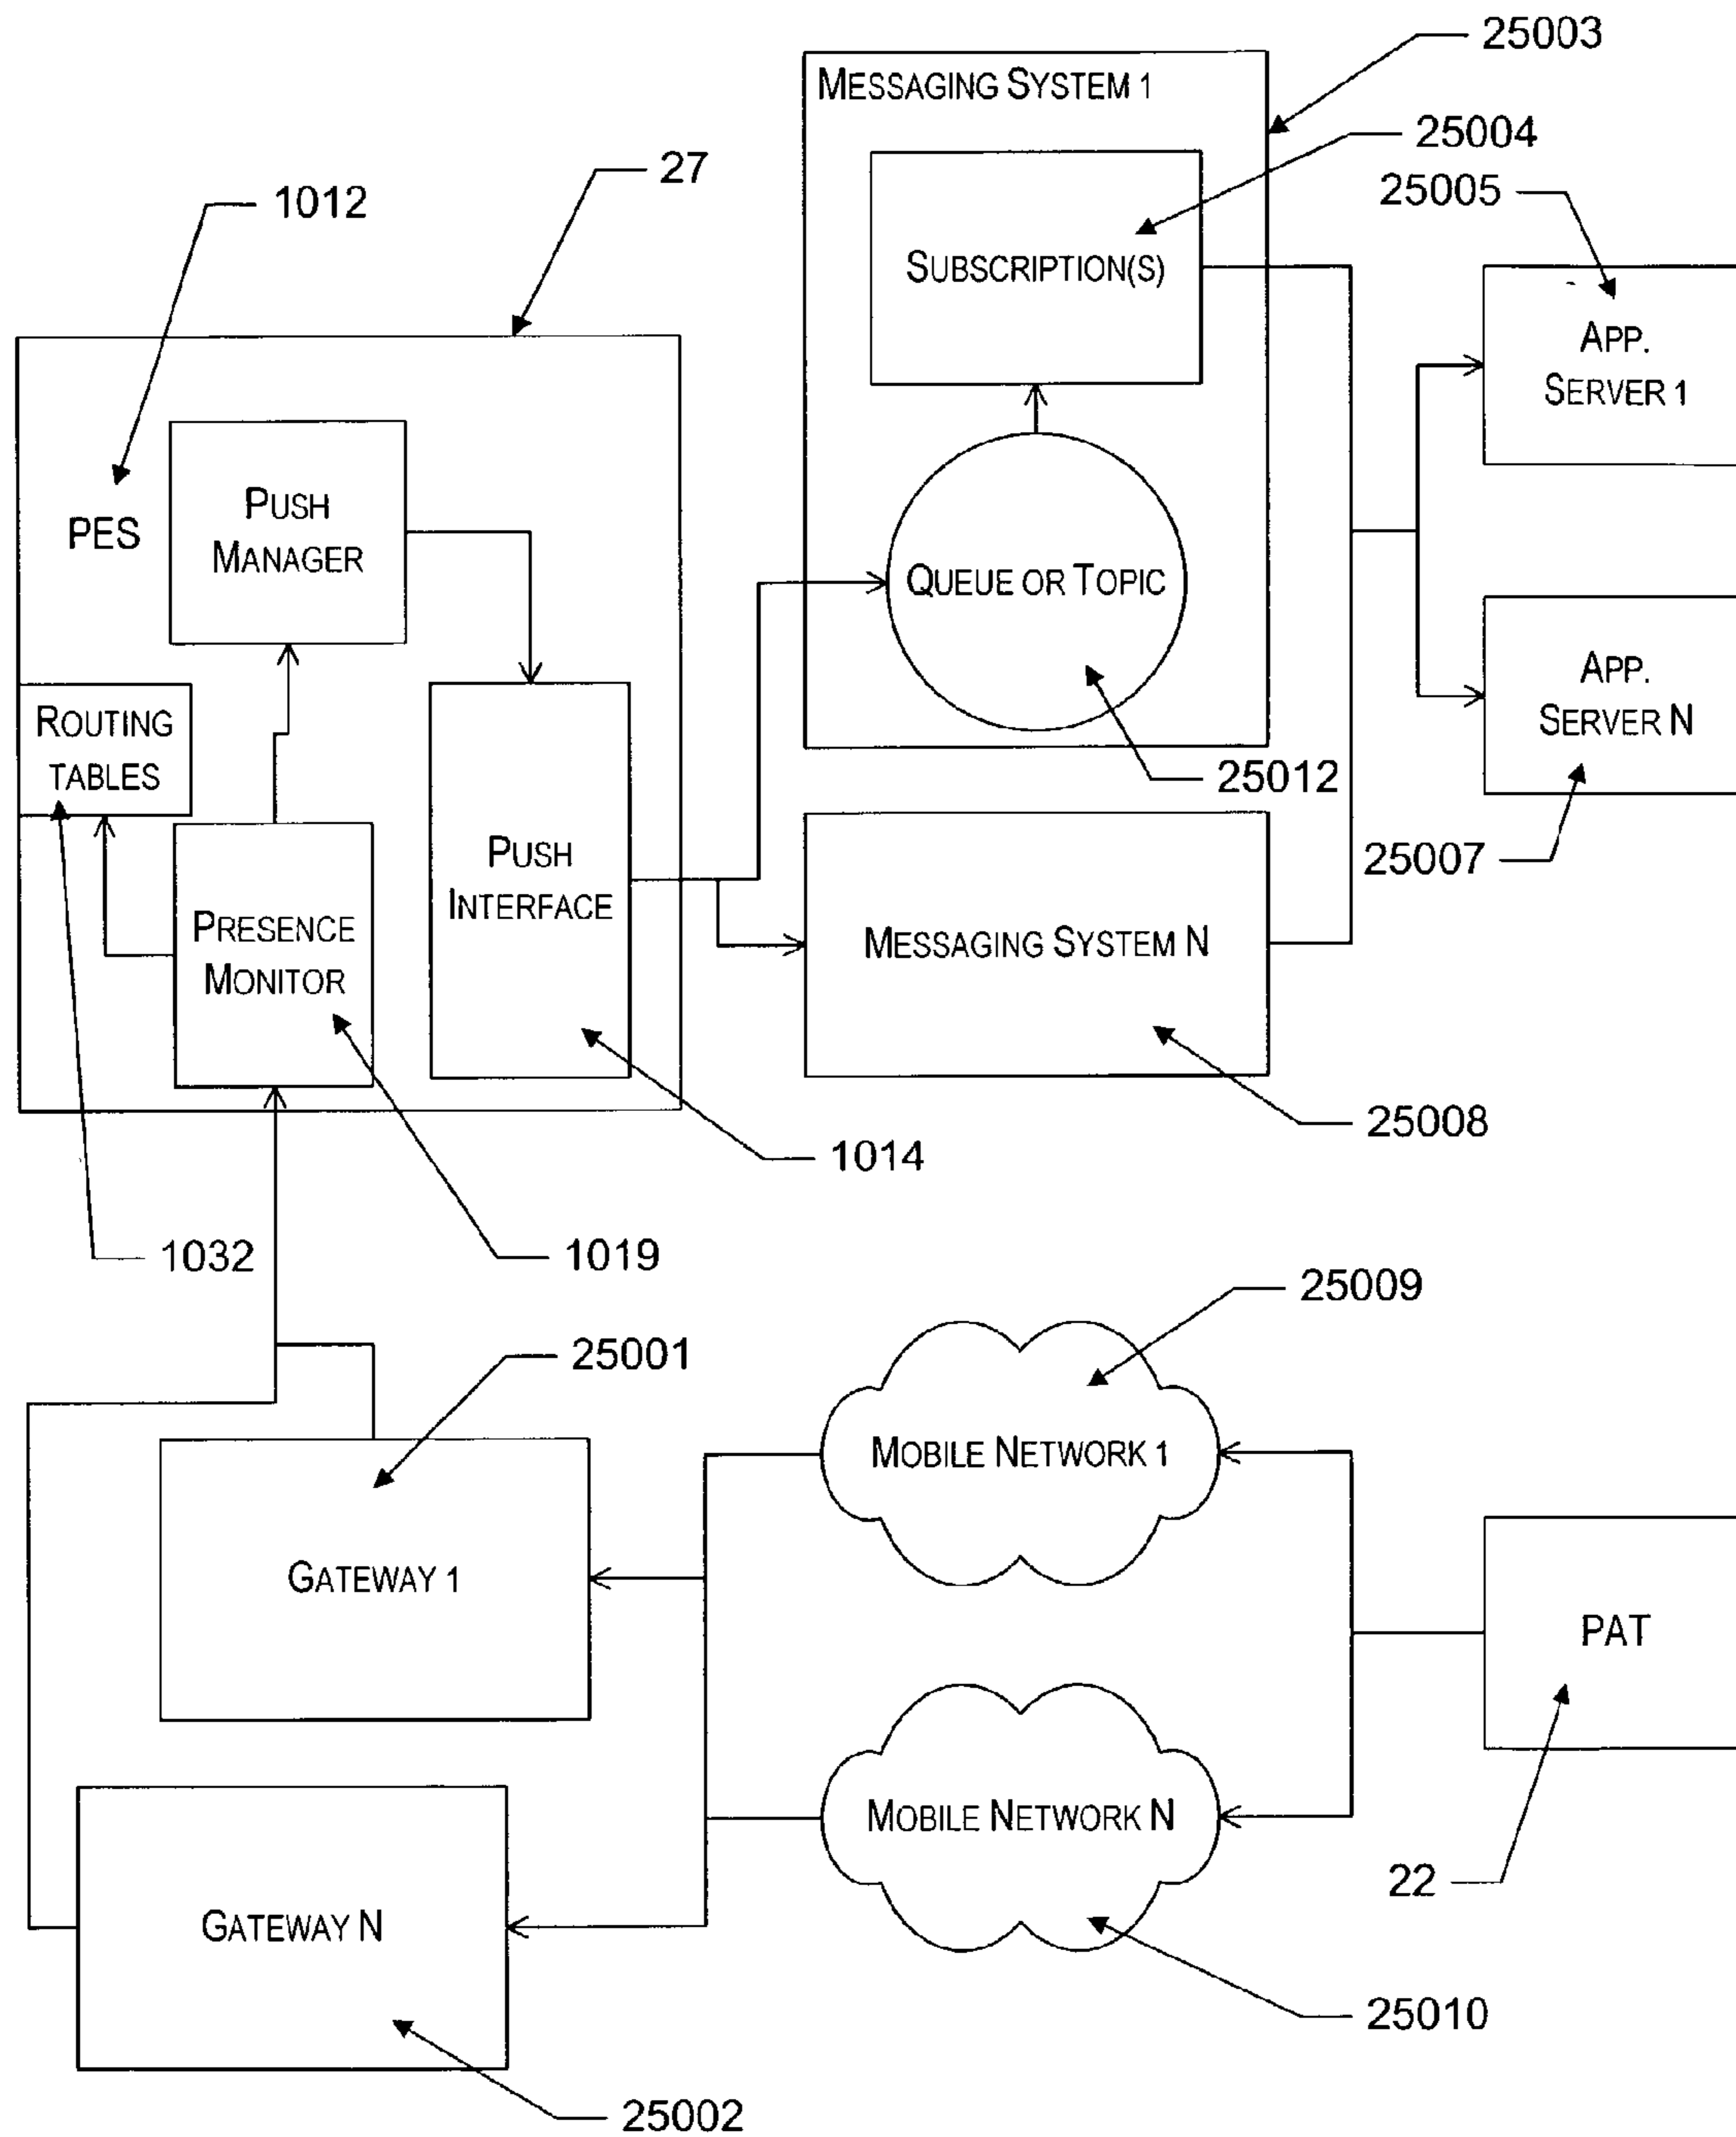 25003
MESSAGING SYSTEM 1
25004
27
25005
1012
SUBSCRIPTION(S)
APP.
SERVER 1
PUSH
MANAGER
PES
QUEUE OR TOPIC
APP.
SERVER N
ROUTING
TABLES
25012
25007
PUSH
INTERFACE
PRESENCE
MONITOR
MESSAGING SYSTEM N
25008
1014
1032
1019
25009
25001
MOBILE NETWORK 1
GATEWAY 1
PAT
MOBILE NETWORK N
22
GATEWAY N
25010
25002